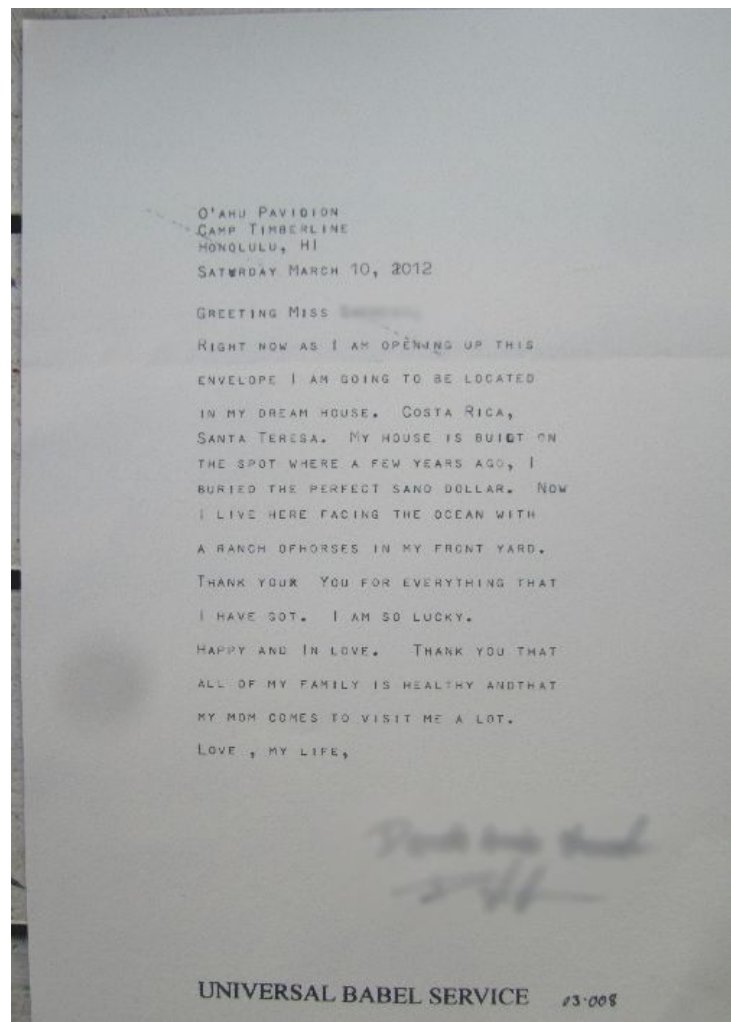 O'AHU PAVIDION
CAMP TIMBERLINE
HONOLULU, HI
SATURDAY MARCH 10, 2012
GREETING MISS
RIGHT NOW AS I AM OPENING UP THIS
ENVELOPE I AM GOING TO BE LOCATED
IN MY DREAM HOUSE. COSTA RICA,
SANTA TERESA. MY HOUSE IS BUILT ON
THE SPOT WHERE A FEW YEARS AGO, I
BURIED THE PERFECT SAND DOLLAR. NOW
I LIVE HERE FACING THE OCEAN WITH
A RANCH OFHORSES IN MY FRONT YARD.
THANK YOUR YOU FOR EVERYTHING THAT
I HAVE GOT. I AM SO LUCKY.
HAPPY AND IN LOVE. THANK YOU THAT
ALL OF MY FAMILY IS HEALTHY ANDTHAT
MY MOM COMES TO VISIT ME A LOT.
LOVE , MY LIFE,
UNIVERSAL BABEL SERVICE 03-008